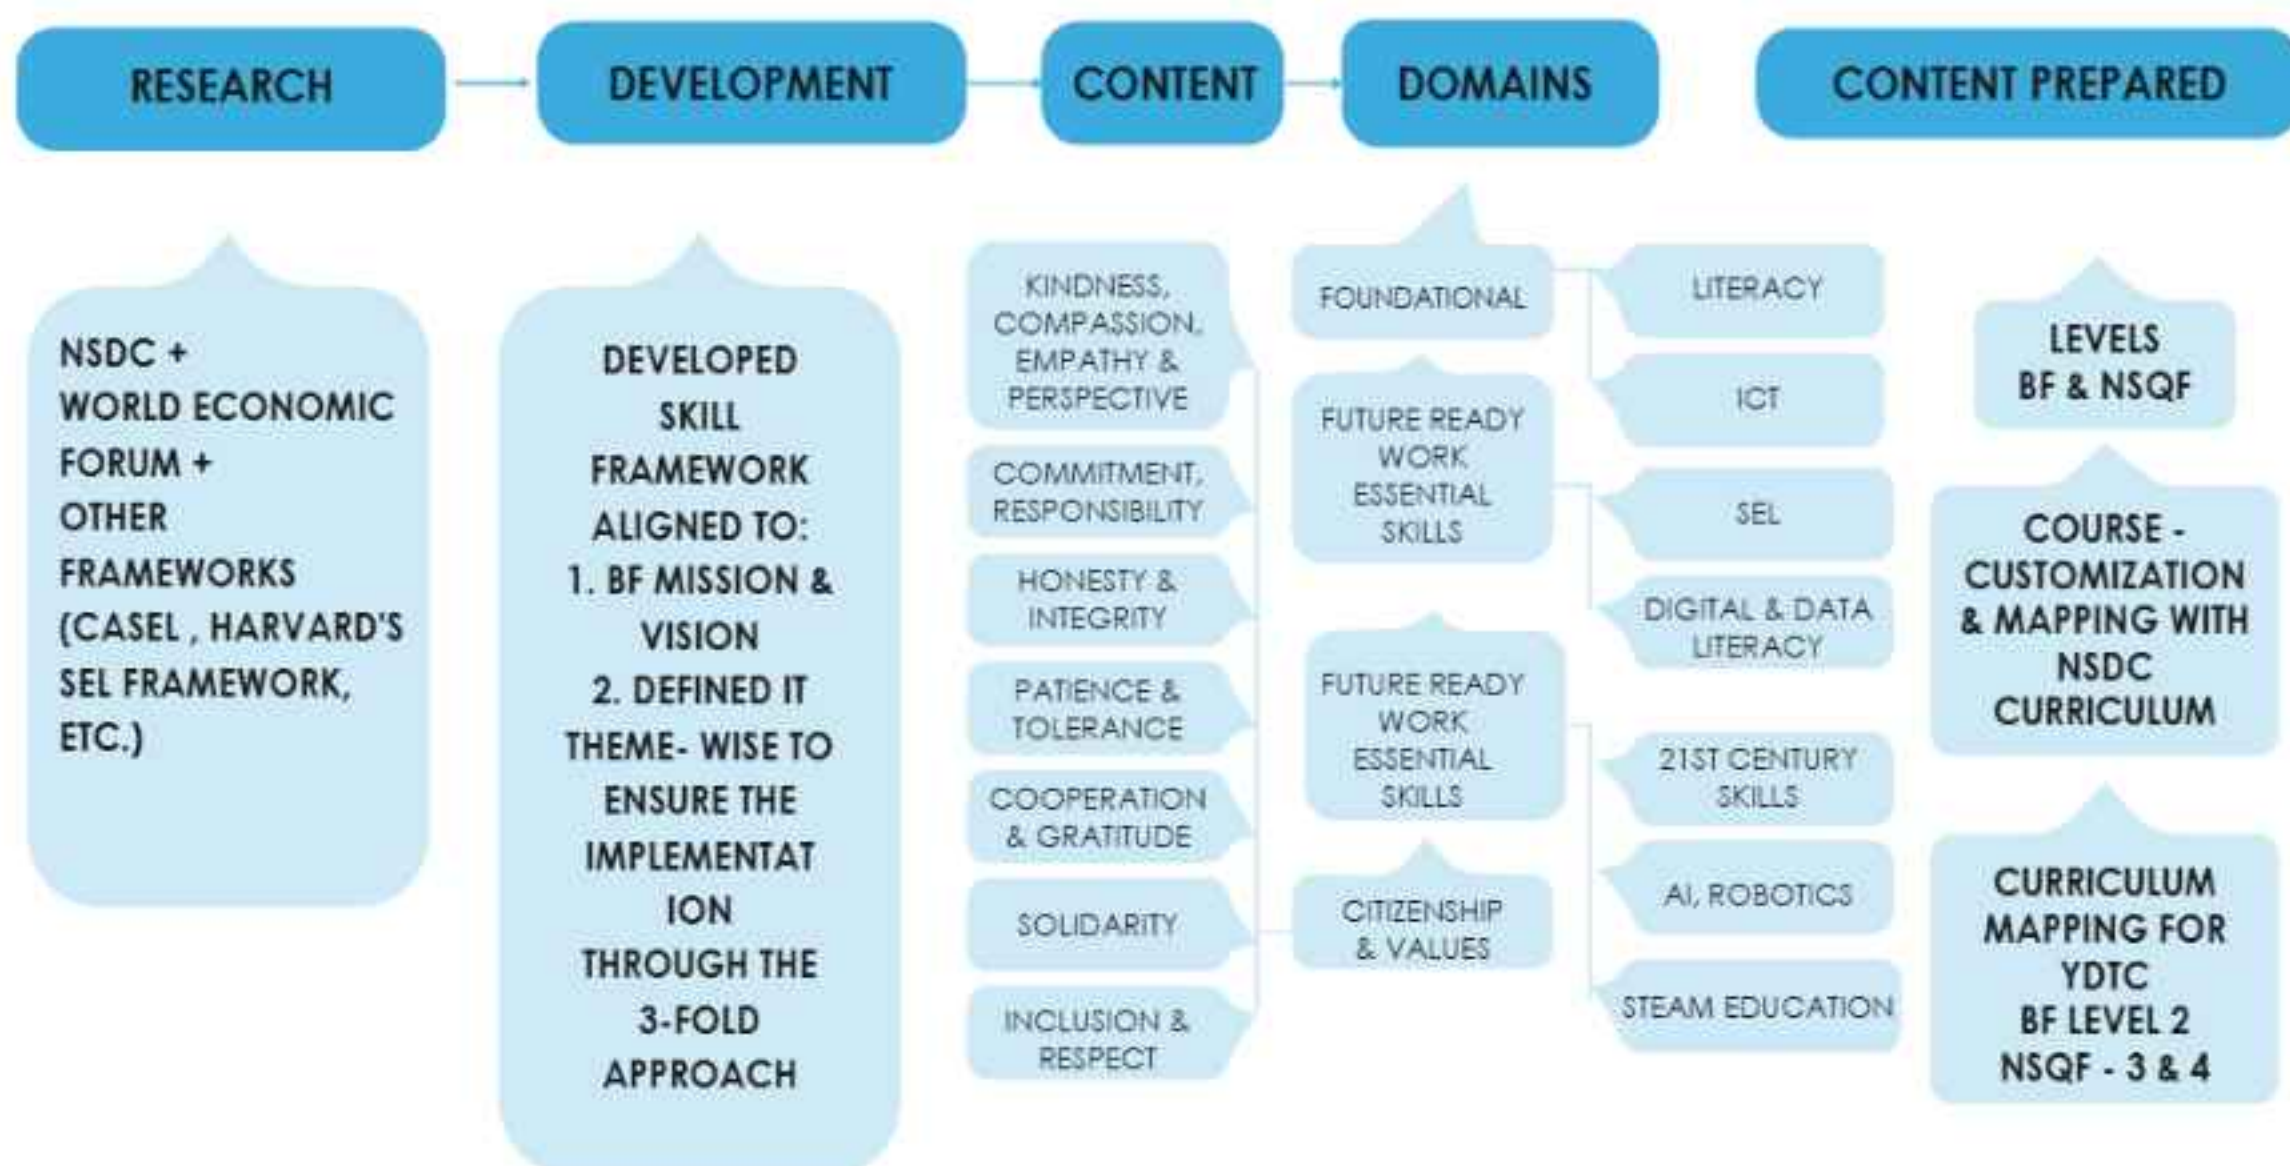 RESEARCH
DEVELOPMENT
CONTENT
DOMAINS
CONTENT PREPARED
NSDC +
WORLD ECONOMIC
FORUM +
OTHER
FRAMEWORKS
(CASEL , HARVARD'S
SEL FRAMEWORK,
ETC.)
DEVELOPED
SKILL
FRAMEWORK
ALIGNED TO:
1. BF MISSION &
VISION
2. DEFINED IT
THEME- WISE TO
ENSURE THE
IMPLEMENTAT
ION
THROUGH THE
3-FOLD
APPROACH
KINDNESS,
COMPASSION,
EMPATHY &
PERSPECTIVE
COMMITMENT,
RESPONSIBILITY
HONESTY &
INTEGRITY
PATIENCE &
TOLERANCE
COOPERATION
& GRATITUDE
SOLIDARITY
INCLUSION &
RESPECT
FOUNDATIONAL
FUTURE READY
WORK
ESSENTIAL
SKILLS
FUTURE READY
WORK
ESSENTIAL
SKILLS
CITIZENSHIP
& VALUES
LITERACY
ICT
SEL
DIGITAL & DATA
LITERACY
21ST CENTURY
SKILLS
AI, ROBOTICS
STEAM EDUCATION
LEVELS
BF & NSQF
COURSE -
CUSTOMIZATION
& MAPPING WITH
NSDC
CURRICULUM
CURRICULUM
MAPPING FOR
YDTC
BF LEVEL 2
NSQF - 3 & 4